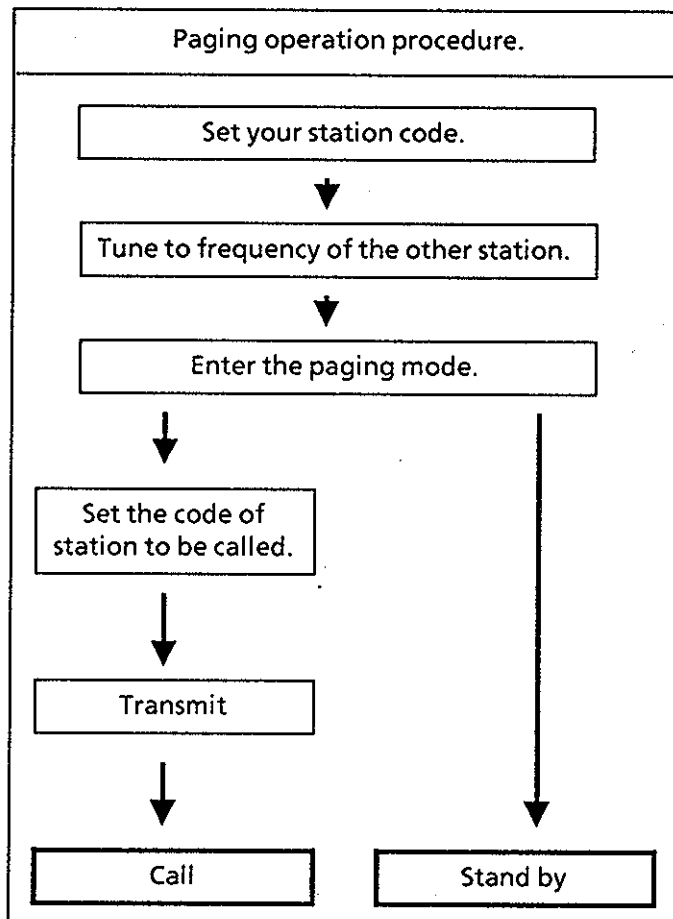 Paging operation procedure.
Set your station code.
Tune to frequency of the other station.
Enter the paging mode.
Set the code of
station to be called.
Transmit
Call
Stand by